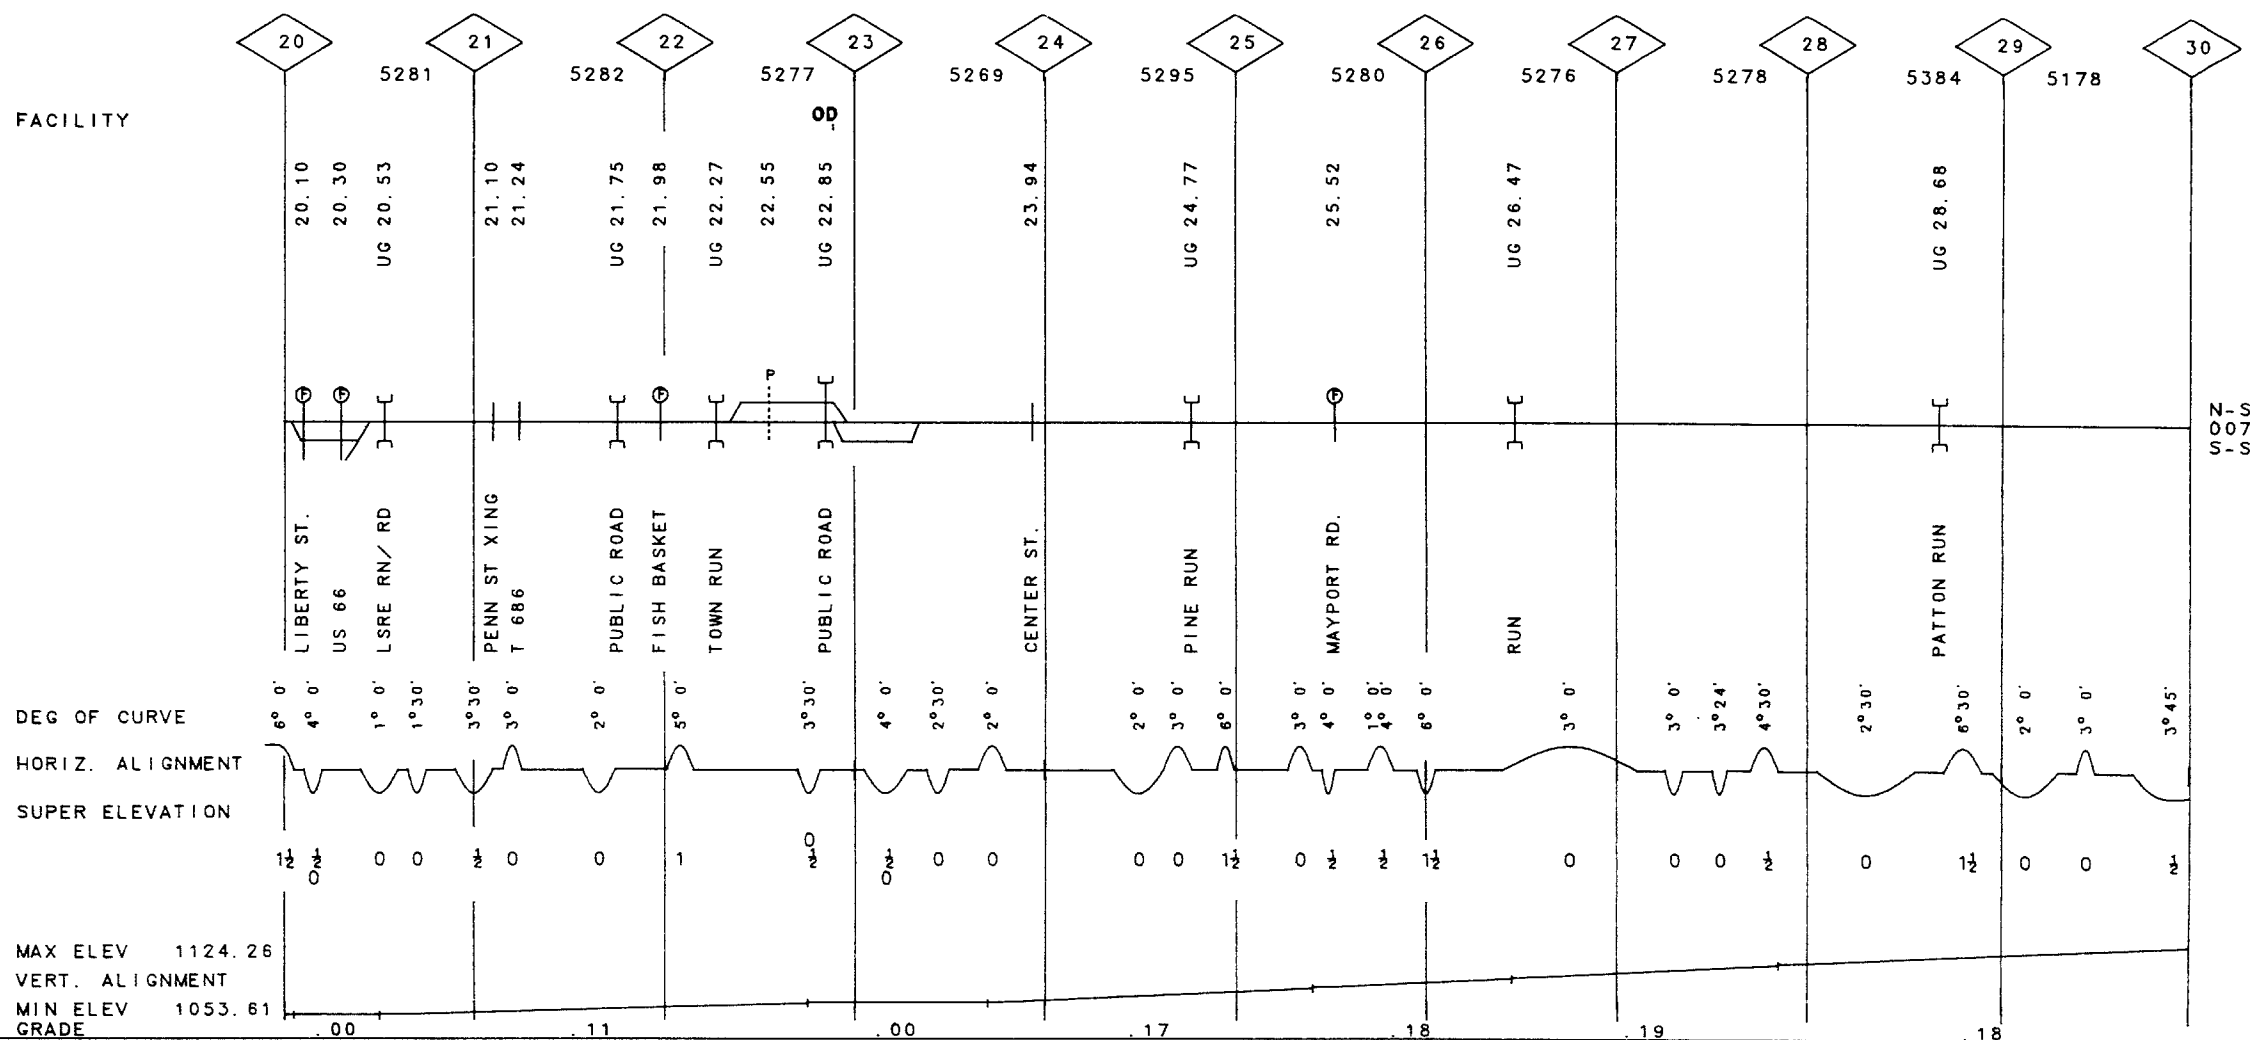 20 21 22 23 24 25 26 27 28 29 30
5281 5282 5277 5269 5295 5280 5276 5278 5384 5178
FACILITY
OD
20.10
20.30
UG 20.53
21.10
21.24
UG 21.75
21.98
UG 22.27
22.55
UG 22.85
23.94
UG 24.77
25.52
UG 26.47
UG 28.68
F F F P F
N-S
007
S-S
LIBERTY ST.
US 66
LSRE RN/ RD
PENN ST XING
T 686
PUBLIC ROAD
FISH BASKET
TOWN RUN
PUBLIC ROAD
CENTER ST.
PINE RUN
MAYPORT RD.
RUN
PATTON RUN
DEG OF CURVE
6° 0'
4° 0'
1° 0'
1°30'
3°30'
3° 0'
2° 0'
5° 0'
3°30'
4° 0'
2°30'
2° 0'
2° 0'
3° 0'
6° 0'
3° 0'
4° 0'
1° 0'
4° 0'
6° 0'
3° 0'
3° 0'
3°24'
4°30'
2°30'
6°30'
2° 0'
3° 0'
3°45'
HORIZ. ALIGNMENT
SUPER ELEVATION
0
1½ ½ 0 0 ½ 0 0 1 ½ ½ 0 0 0 0 1½ 0 ½ ½ 1½ 0 0 0 ½ 0 1½ 0 0 ½
0 0
MAX ELEV 1124.26
VERT. ALIGNMENT
MIN ELEV 1053.61
GRADE .00 .11 .00 .17 .18 .19 .18